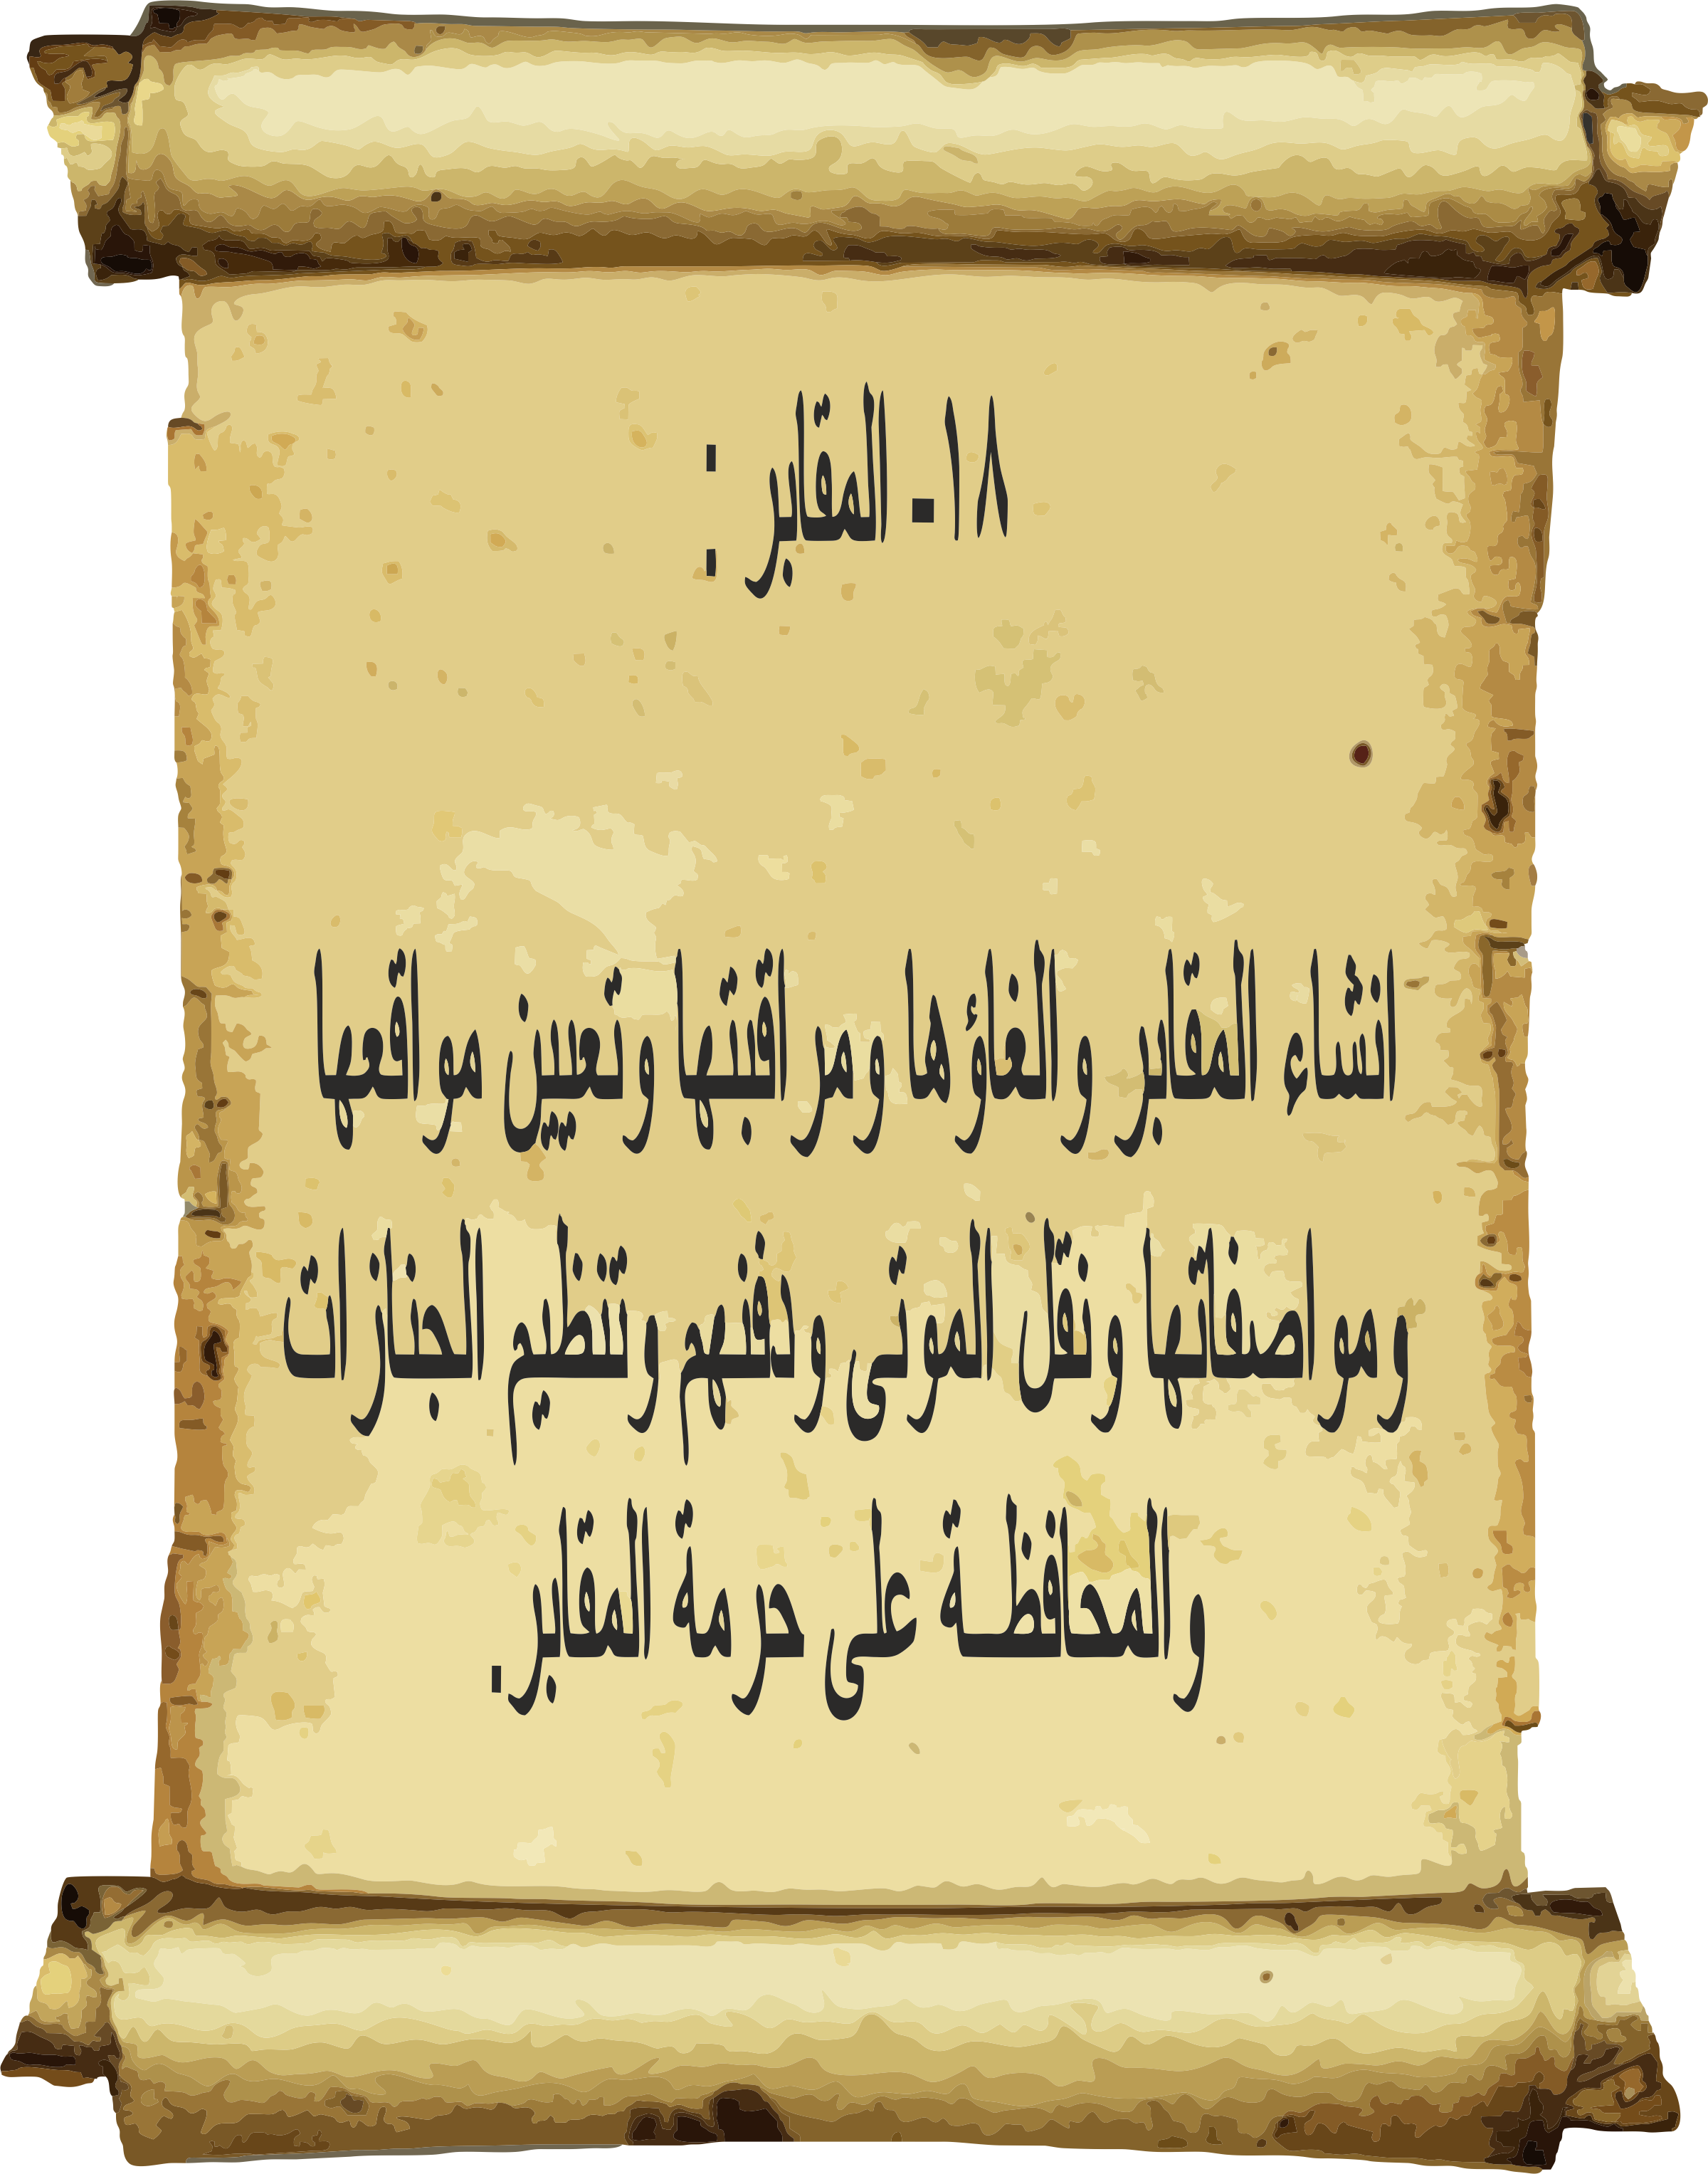 ١٨- المقابر :
انشاء المقابر والغاؤها ومراقبتها وتعيين مواقعها
ومواصفاتها ونقل الموتى ودفنهم وتنظيم الجنازات
والمحافظة على حرمة المقابر.